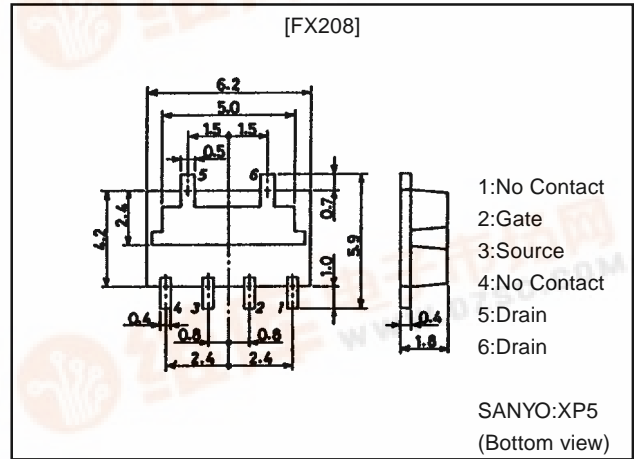 [FX208]
6.2
5.0
1.5 1.5
0.5
5 6
4.2
2.4
0.7
5.9
1.0
4 3 2 1
0.4
0.8 0.8
2.4 2.4
0.4
1.8
1:No Contact
2:Gate
3:Source
4:No Contact
5:Drain
6:Drain
SANYO:XP5
(Bottom view)